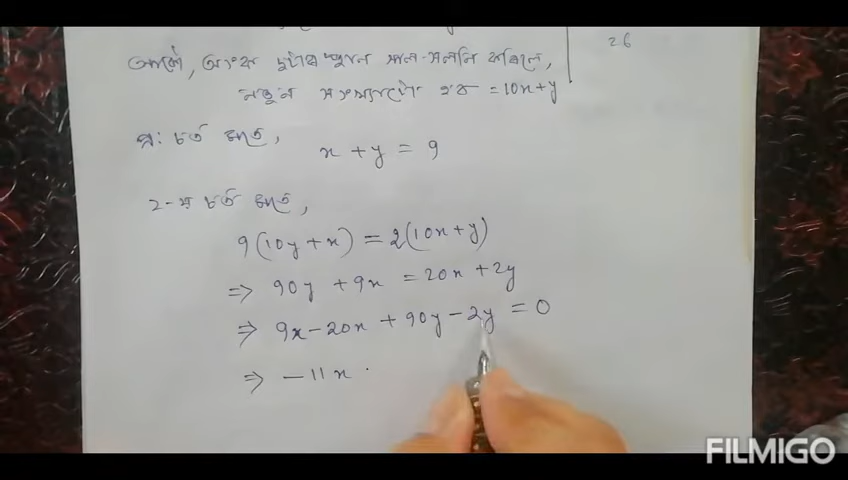 26
আকৌ, অংক দুটাৰ স্থান সাল-সলনি কৰিলে,
নতুন সংখ্যাটো হ'ব = 10x+y
প্ৰ: চৰ্ত মতে,
x + y = 9
2-য় চৰ্ত মতে,
9(10y+x) = 2(10x+y)
⇒ 90y + 9x = 20x + 2y
⇒ 9x - 20x + 90y - 2y = 0
⇒ - 11x
FILMIGO